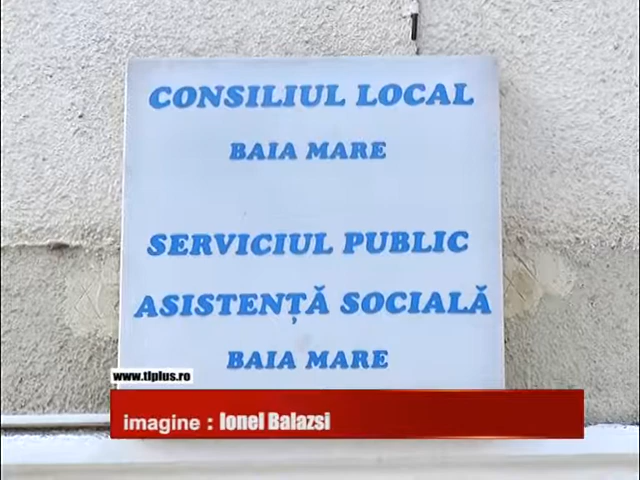 CONSILIUL LOCAL
BAIA MARE
SERVICIUL PUBLIC
ASISTENȚĂ SOCIALĂ
BAIA MARE
www.tlplus.ro
imagine : Ionel Balazsi